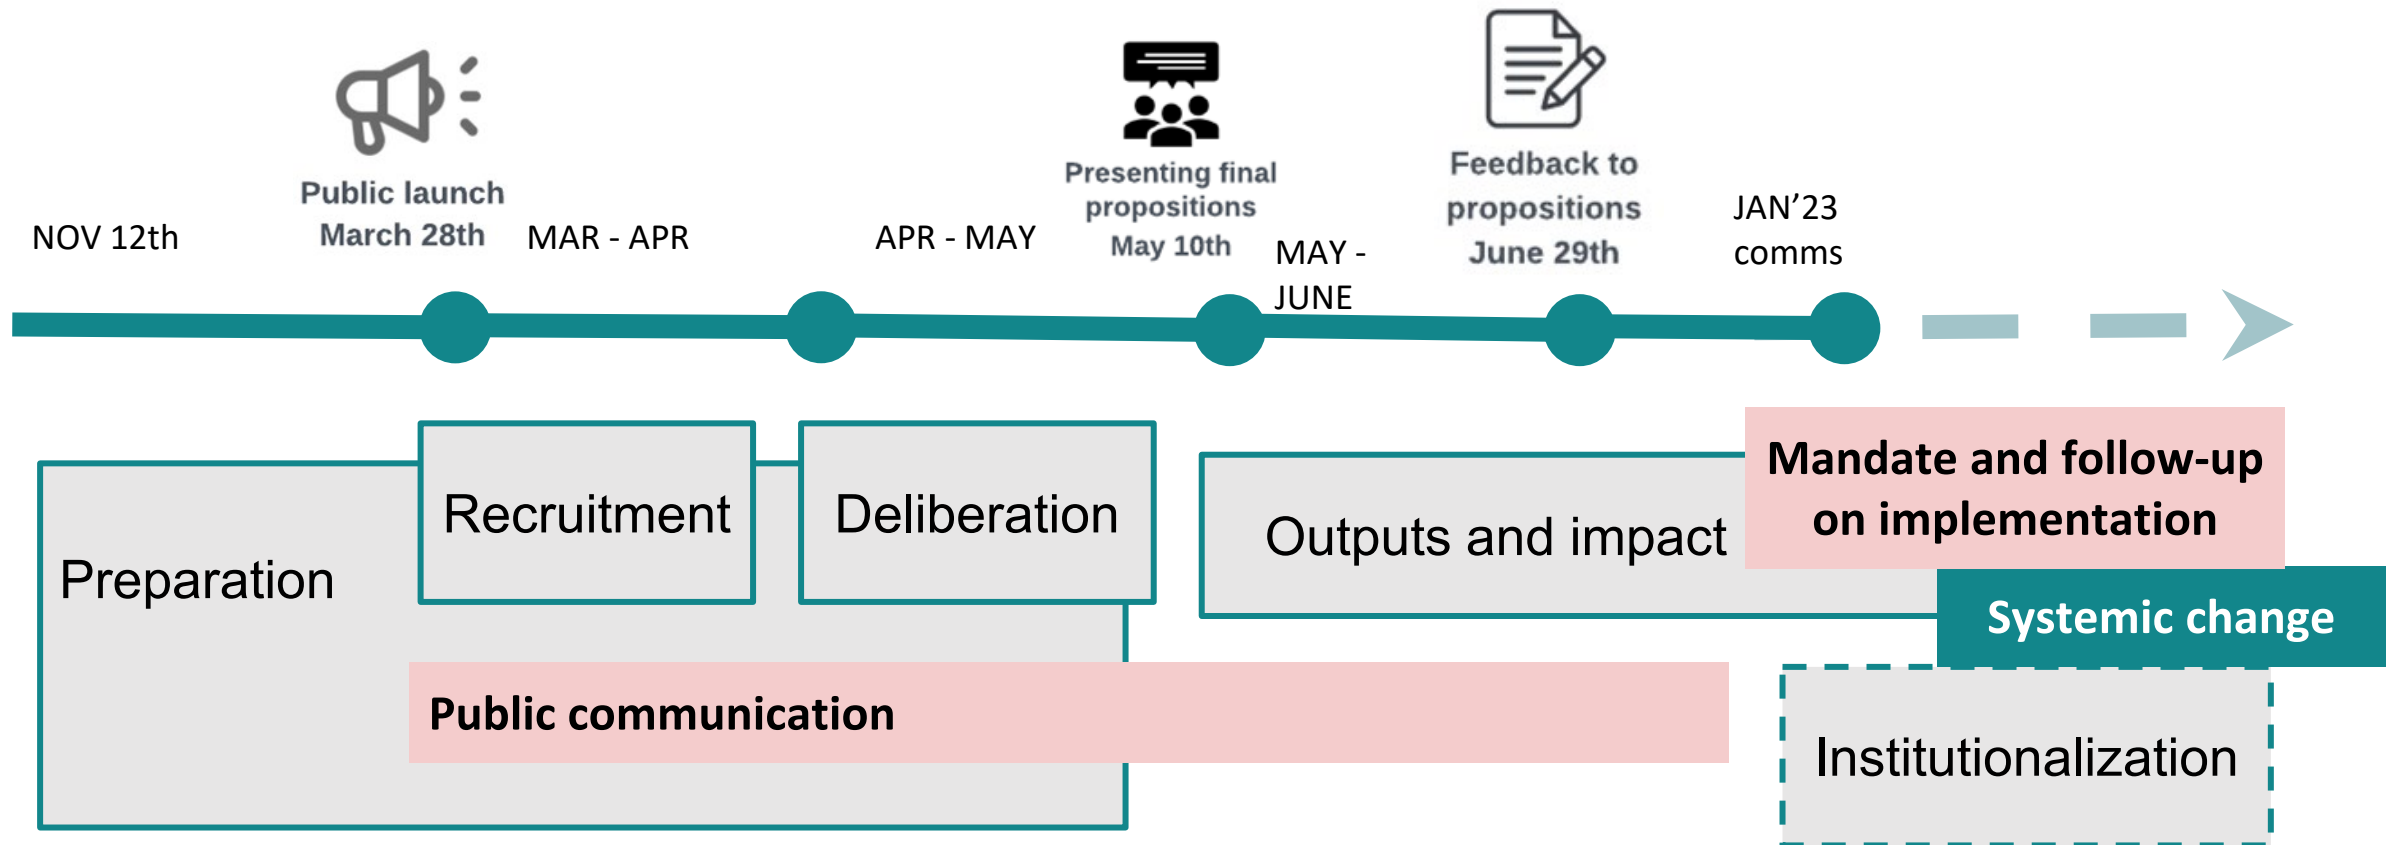 NOV 12th
Public launch
March 28th
MAR - APR
APR - MAY
Presenting final
propositions
May 10th
MAY -
JUNE
Feedback to
propositions
June 29th
JAN’23
comms
Preparation
Recruitment
Deliberation
Outputs and impact
Mandate and follow-up
on implementation
Systemic change
Public communication
Institutionalization